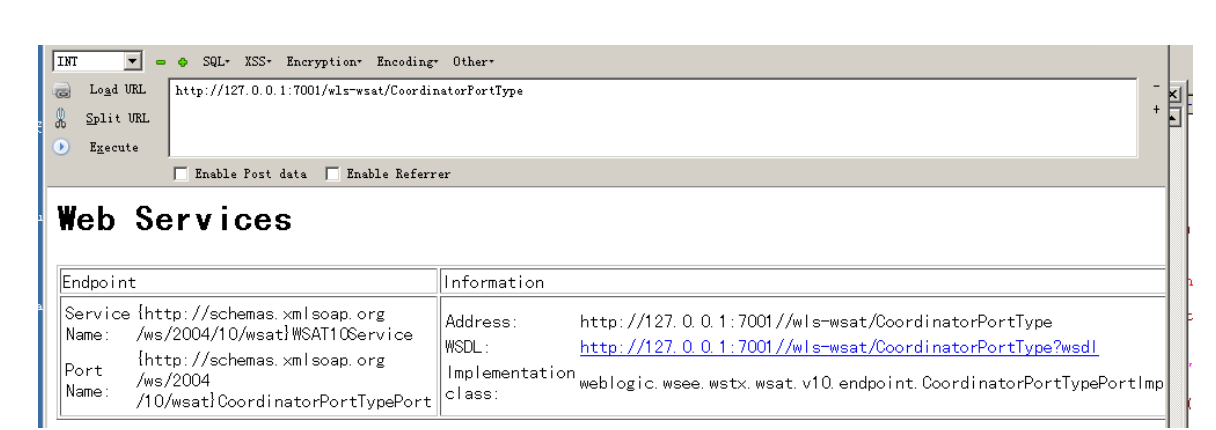 INT SQL▾ XSS▾ Encryption▾ Encoding▾ Other▾
Load URL
http://127.0.0.1:7001/wls-wsat/CoordinatorPortType
Split URL
Execute
Enable Post data Enable Referrer
Web Services
Endpoint Information
Service {http://schemas.xmlsoap.org
Name: /ws/2004/10/wsat}WSAT10Service
Port {http://schemas.xmlsoap.org
Name: /ws/2004
/10/wsat}CoordinatorPortTypePort
Address: http://127.0.0.1:7001//wls-wsat/CoordinatorPortType
WSDL: http://127.0.0.1:7001//wls-wsat/CoordinatorPortType?wsdl
Implementation
class: weblogic.wsee.wstx.wsat.v10.endpoint.CoordinatorPortTypePortImp